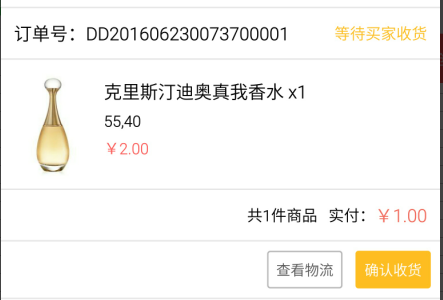 订单号：DD201606230073700001 等待买家收货
克里斯汀迪奥真我香水 x1
55,40
￥2.00
共1件商品 实付：￥1.00
查看物流 确认收货